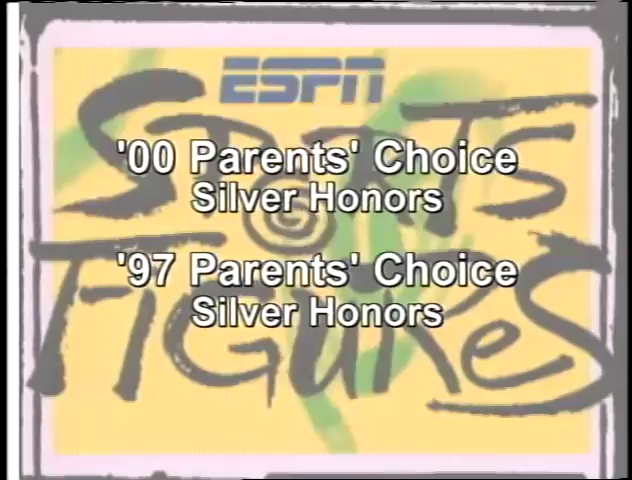 ESPN
SPORTS
'00 Parents' Choice
Silver Honors
FIGUReS
'97 Parents' Choice
Silver Honors